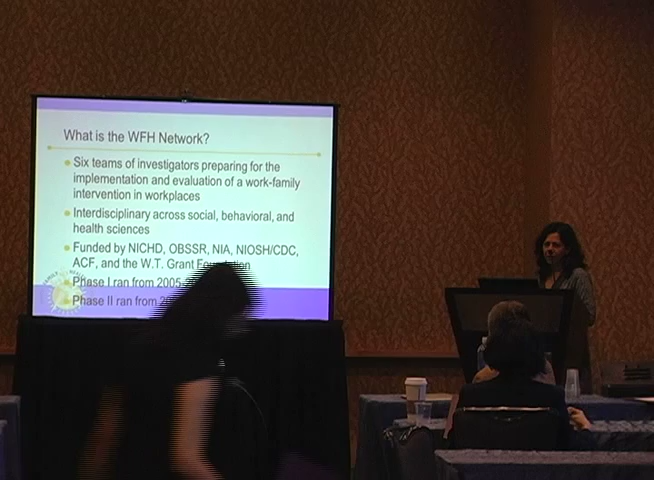 What is the WFH Network?
Six teams of investigators preparing for the
implementation and evaluation of a work-family
intervention in workplaces
Interdisciplinary across social, behavioral, and
health sciences
Funded by NICHD, OBSSR, NIA, NIOSH/CDC,
ACF, and the W.T. Grant Foundation
Phase I ran from 2005-
Phase II ran from